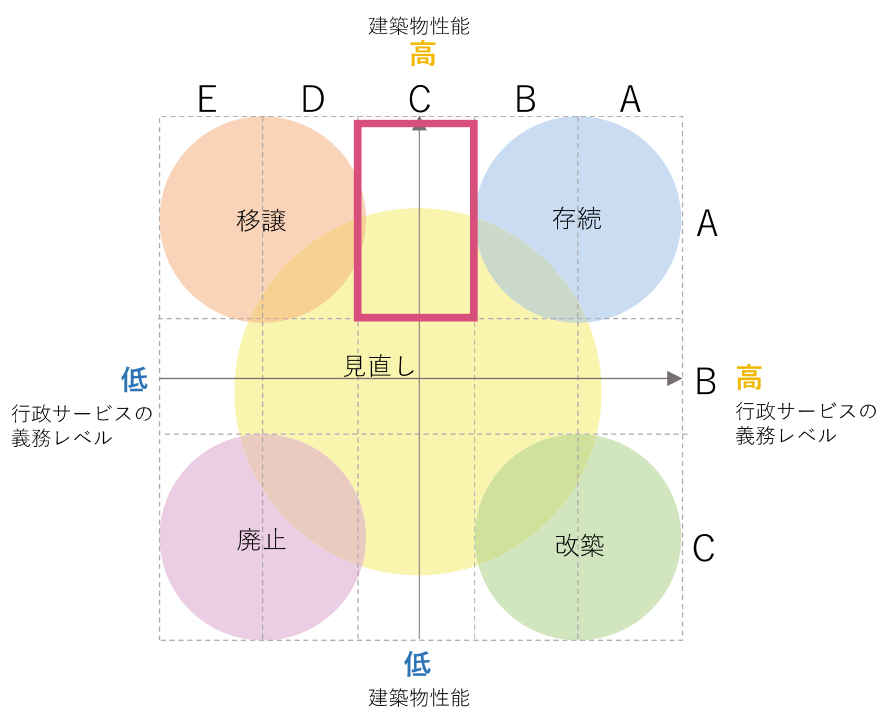 建築物性能
高
E D C B A
移譲
存続
A
見直し
低
行政サービスの
義務レベル
B
高
行政サービスの
義務レベル
廃止
改築
C
低
建築物性能